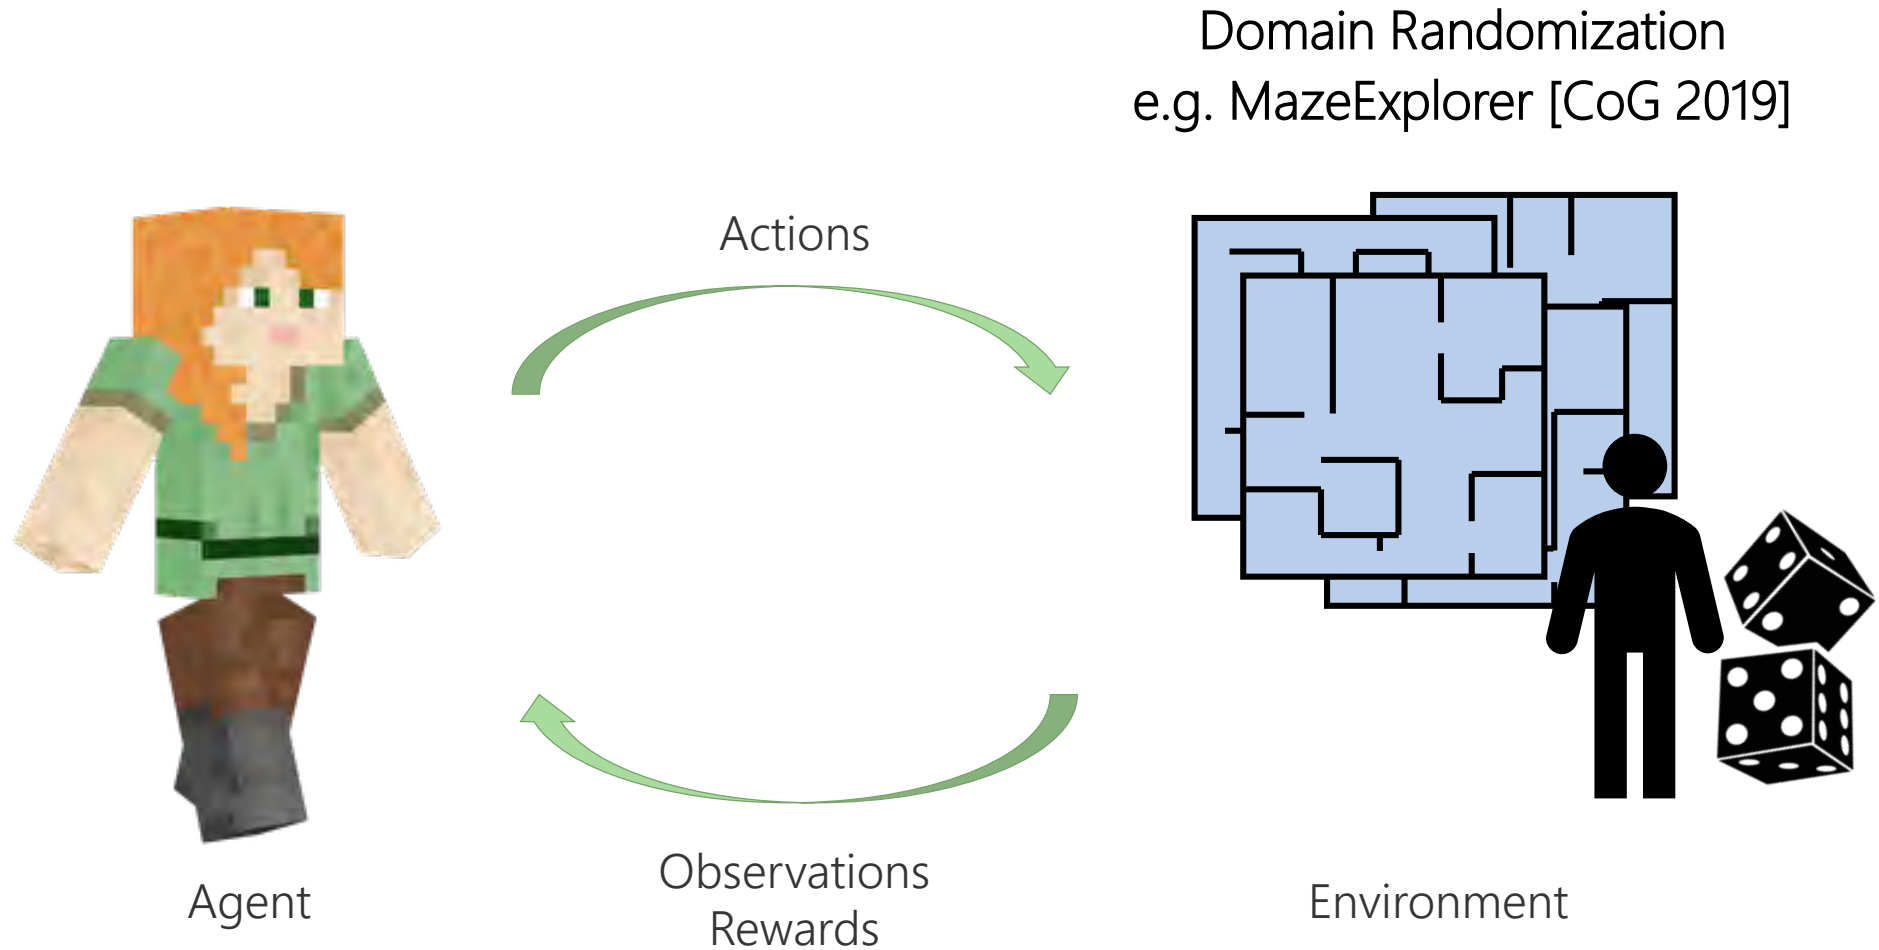 Domain Randomization
e.g. MazeExplorer [CoG 2019]
Actions
Observations
Rewards
Agent
Environment